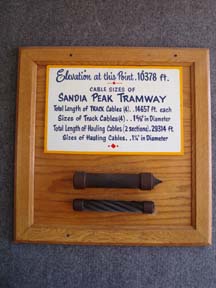 Elevation at this Point. 10378 ft.
CABLE SIZES OF
SANDIA PEAK TRAMWAY
Total Length of TRACK Cables (4). .14657 ft. each
Sizes of Track Cables (4) . . 1⅝" in Diameter
Total Length of Hauling Cables (2 sections). 29314 ft.
Sizes of Hauling Cables. . 1¼" in Diameter